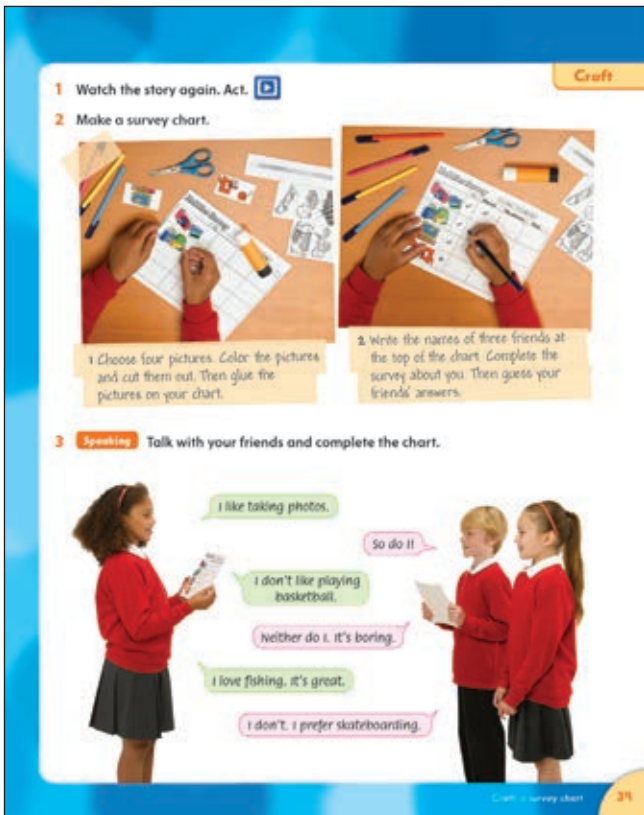 Craft
1 Watch the story again. Act.
2 Make a survey chart.
1 Choose four pictures. Color the pictures
and cut them out. Then glue the
pictures on your chart.
2 Write the names of three friends at
the top of the chart. Complete the
survey about you. Then guess your
friends' answers.
3 Speaking Talk with your friends and complete the chart.
I like taking photos.
So do I!
I don't like playing
basketball.
Neither do I. It's boring.
I love fishing. It's great.
I don't. I prefer skateboarding.
Craft: a survey chart 39